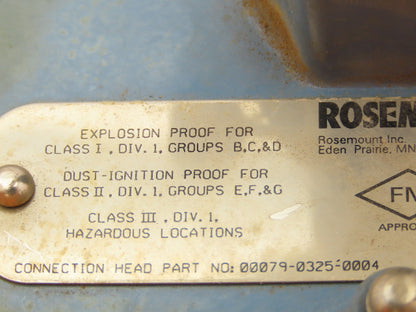 EXPLOSION PROOF FOR
CLASS I, DIV. 1, GROUPS B,C,&D
DUST-IGNITION PROOF FOR
CLASS II, DIV. 1, GROUPS E,F,&G
CLASS III, DIV. 1,
HAZARDOUS LOCATIONS
CONNECTION HEAD PART NO: 00079-0325-0004
ROSEM
Rosemount Inc.
Eden Prairie, MN
FM
APPRO